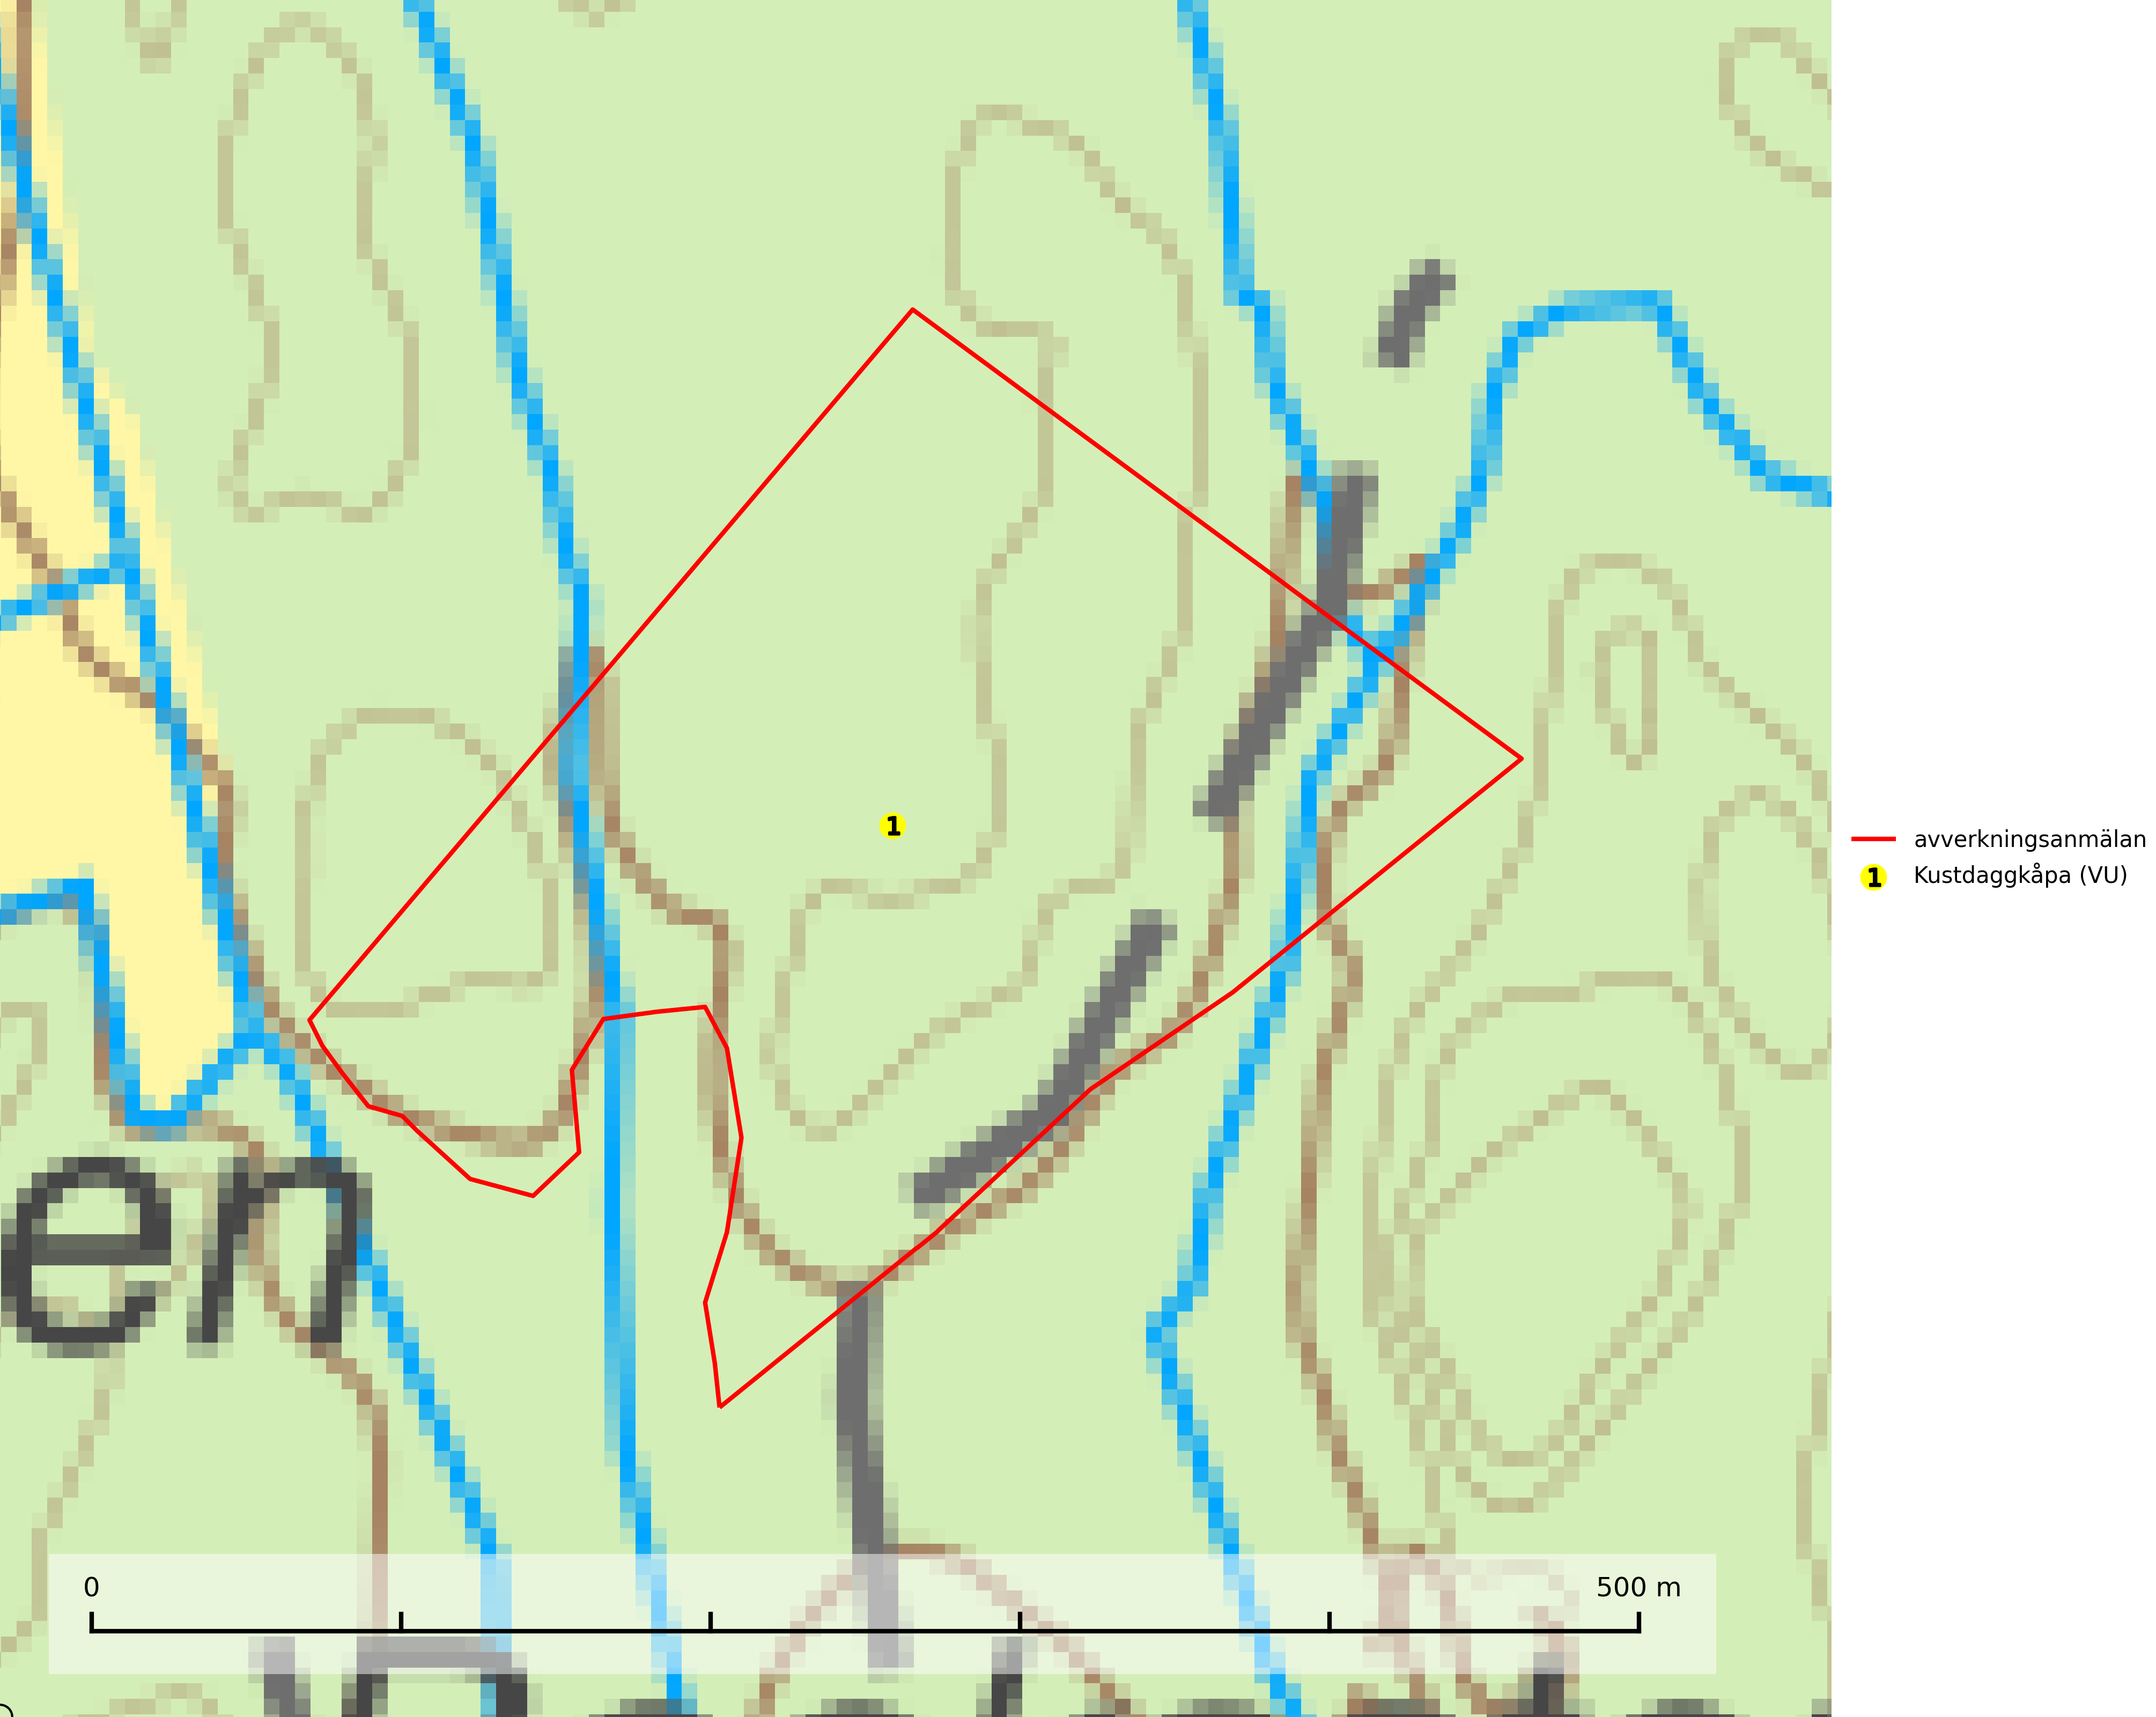 1
avverkningsanmälan
1 Kustdaggkåpa (VU)
en
0 500 m